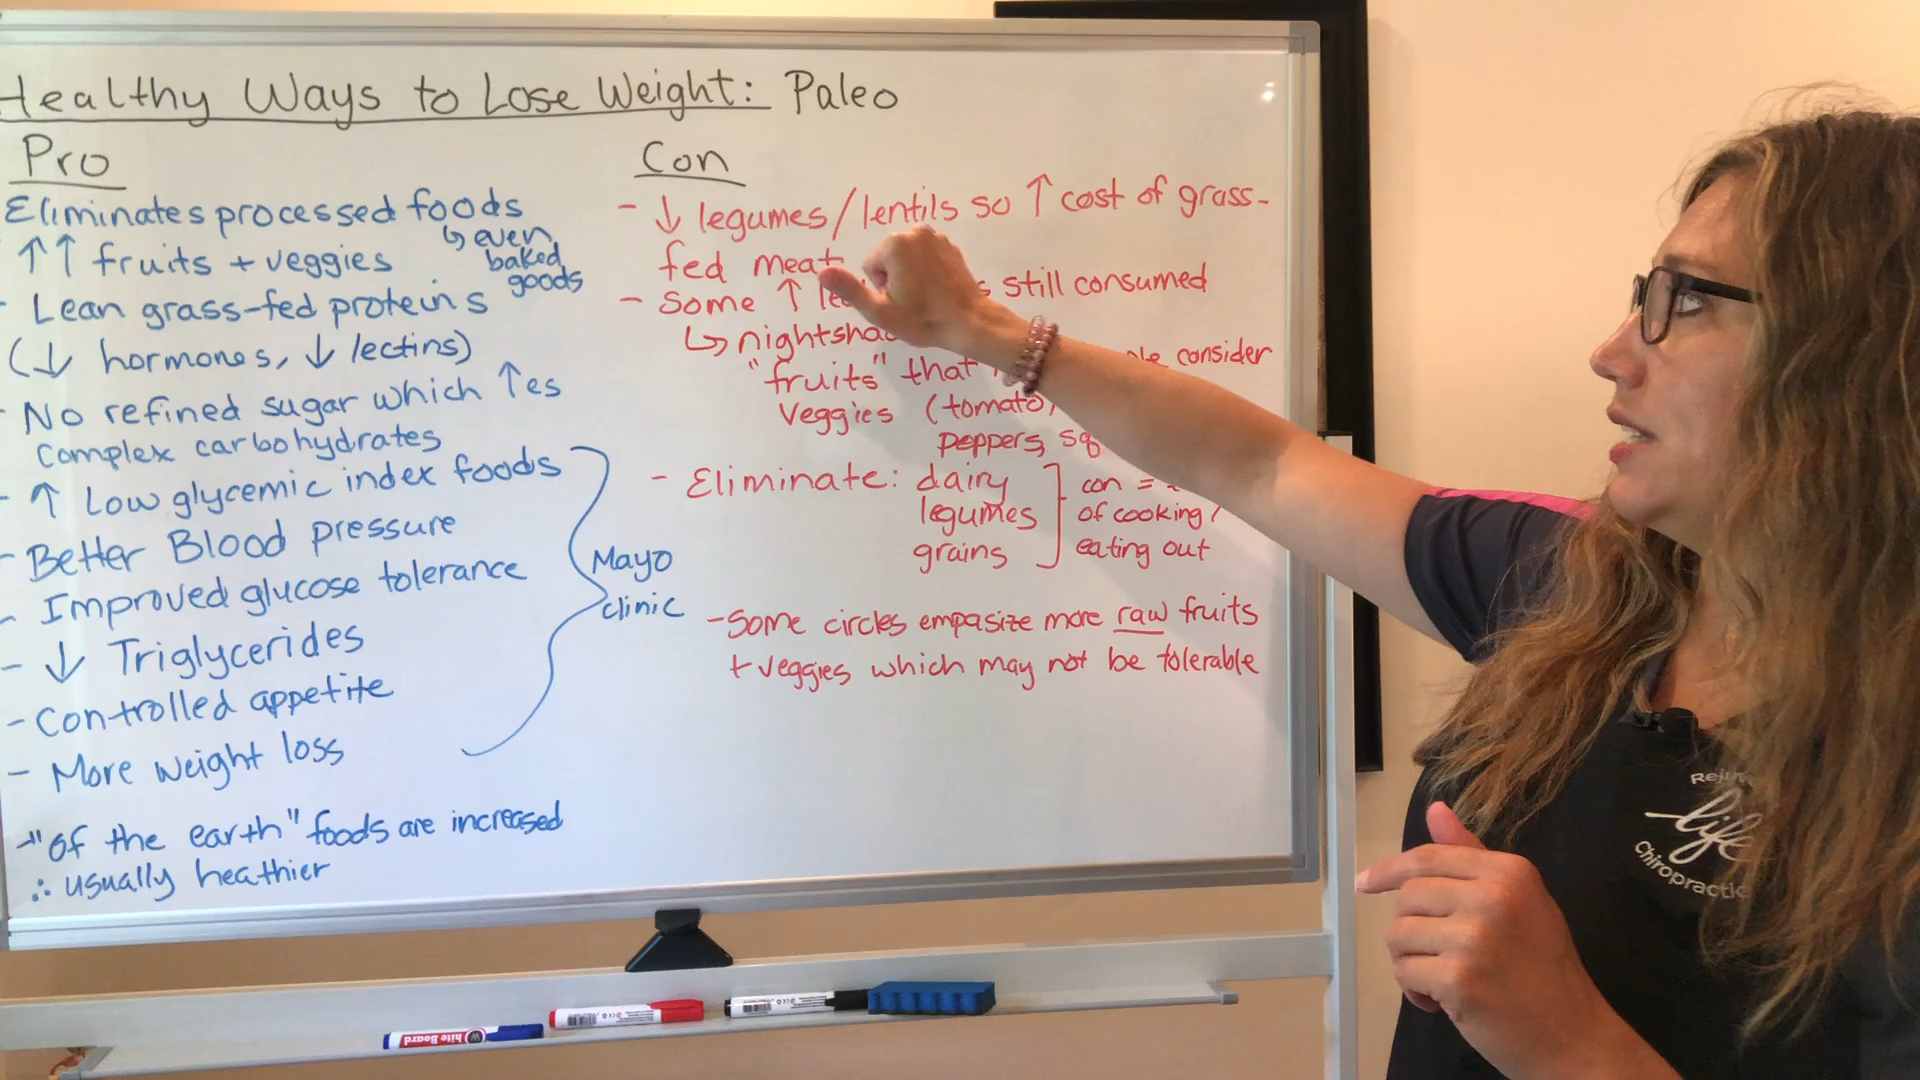 Healthy Ways to Lose Weight: Paleo
Pro
Eliminates processed foods
↳ even
baked
goods
↑↑ fruits + veggies
- Lean grass-fed proteins
(↓ hormones, ↓ lectins)
- No refined sugar which ↑es
complex carbohydrates
- ↑ Low glycemic index foods
- Better Blood pressure
- Improved glucose tolerance
- ↓ Triglycerides
- Controlled appetite
- More weight loss
Mayo
clinic
→"of the earth" foods are increased
∴ usually heathier
Con
- ↓ legumes/lentils so ↑ cost of grass-
fed meat
- Some ↑ still consumed
↳
"fruits" that consider
veggies (tomato,
peppers,
- Eliminate: dairy
legumes
grains
con =
of cooking/
eating out
- Some circles empasize more raw fruits
+ veggies which may not be tolerable
life
Chiropractic
White Board